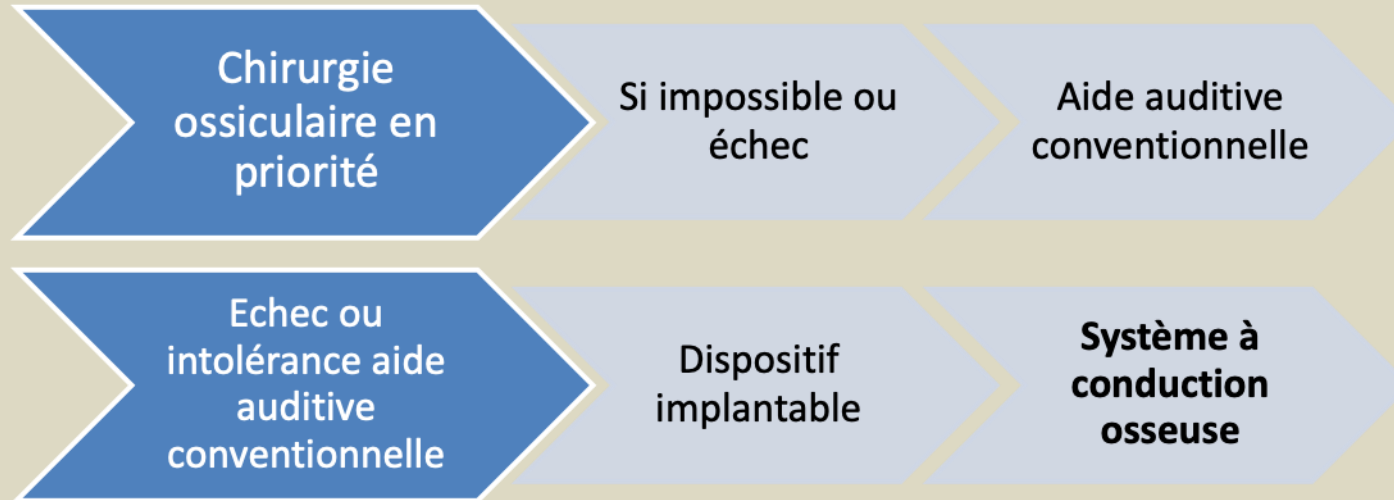 Chirurgie
ossiculaire en
priorité
Si impossible ou
échec
Aide auditive
conventionnelle
Echec ou
intolérance aide
auditive
conventionnelle
Dispositif
implantable
Système à
conduction
osseuse